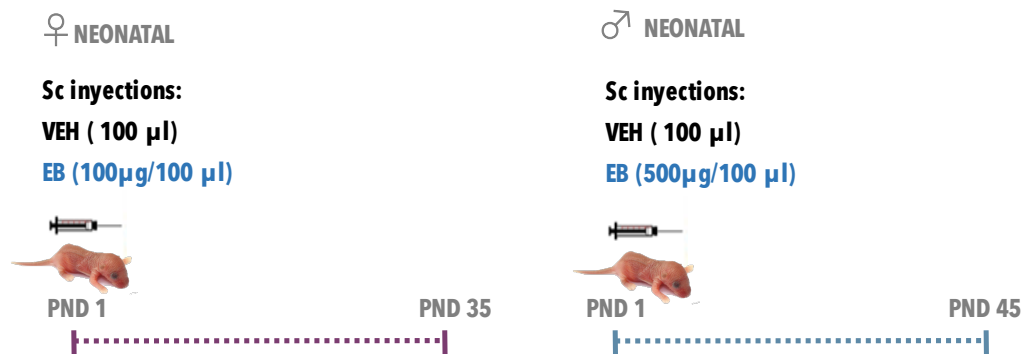 ♀ NEONATAL
Sc inyections:
VEH ( 100 µl)
EB (100µg/100 µl)
PND 1
PND 35
♂ NEONATAL
Sc inyections:
VEH ( 100 µl)
EB (500µg/100 µl)
PND 1
PND 45